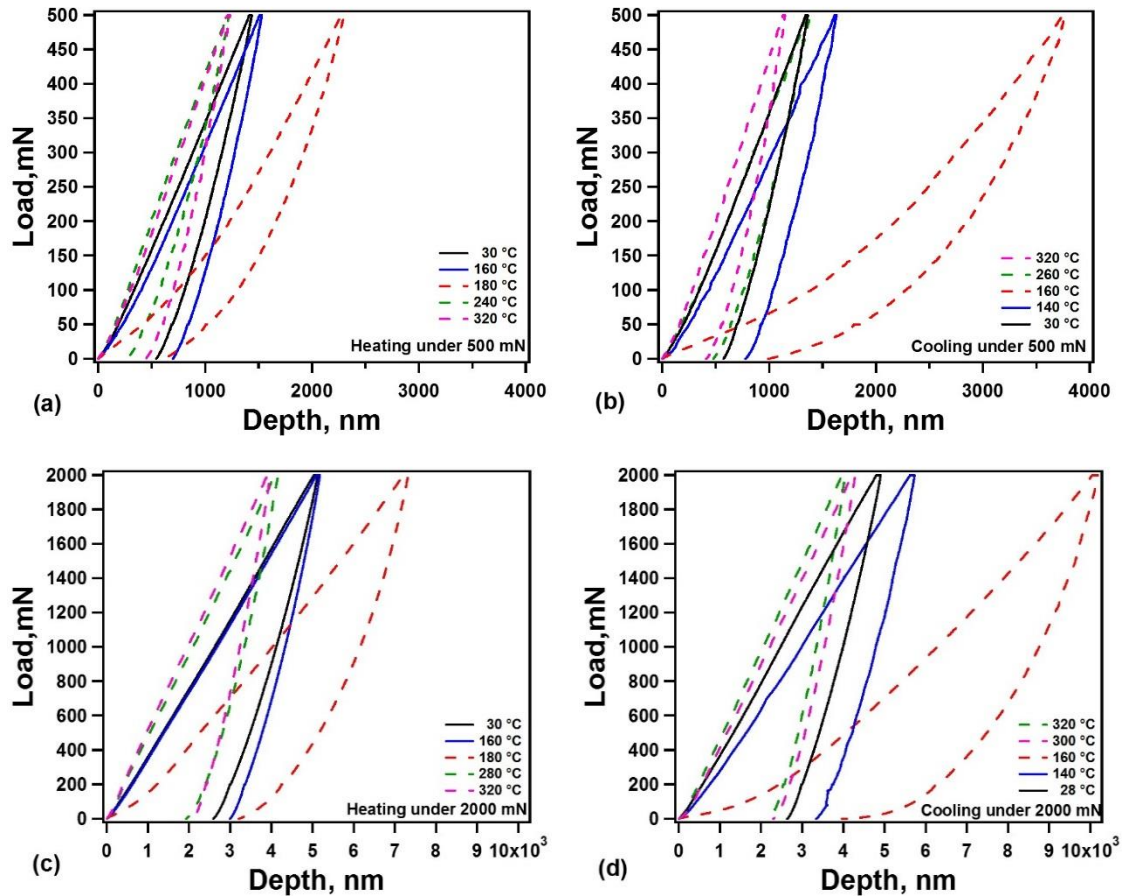 500
450
400
350
300
250
200
150
100
50
0
Load,mN
30 °C
160 °C
180 °C
240 °C
320 °C
Heating under 500 mN
0 1000 2000 3000 4000
(a)
Depth, nm
500
450
400
350
300
250
200
150
100
50
0
Load,mN
320 °C
260 °C
160 °C
140 °C
30 °C
Cooling under 500 mN
0 1000 2000 3000 4000
(b)
Depth, nm
2000
1800
1600
1400
1200
1000
800
600
400
200
0
Load,mN
30 °C
160 °C
180 °C
280 °C
320 °C
Heating under 2000 mN
0 1 2 3 4 5 6 7 8 9 10x10³
(c)
Depth, nm
2000
1800
1600
1400
1200
1000
800
600
400
200
0
Load,mN
320 °C
300 °C
160 °C
140 °C
28 °C
Cooling under 2000 mN
0 1 2 3 4 5 6 7 8 9 10x10³
(d)
Depth, nm